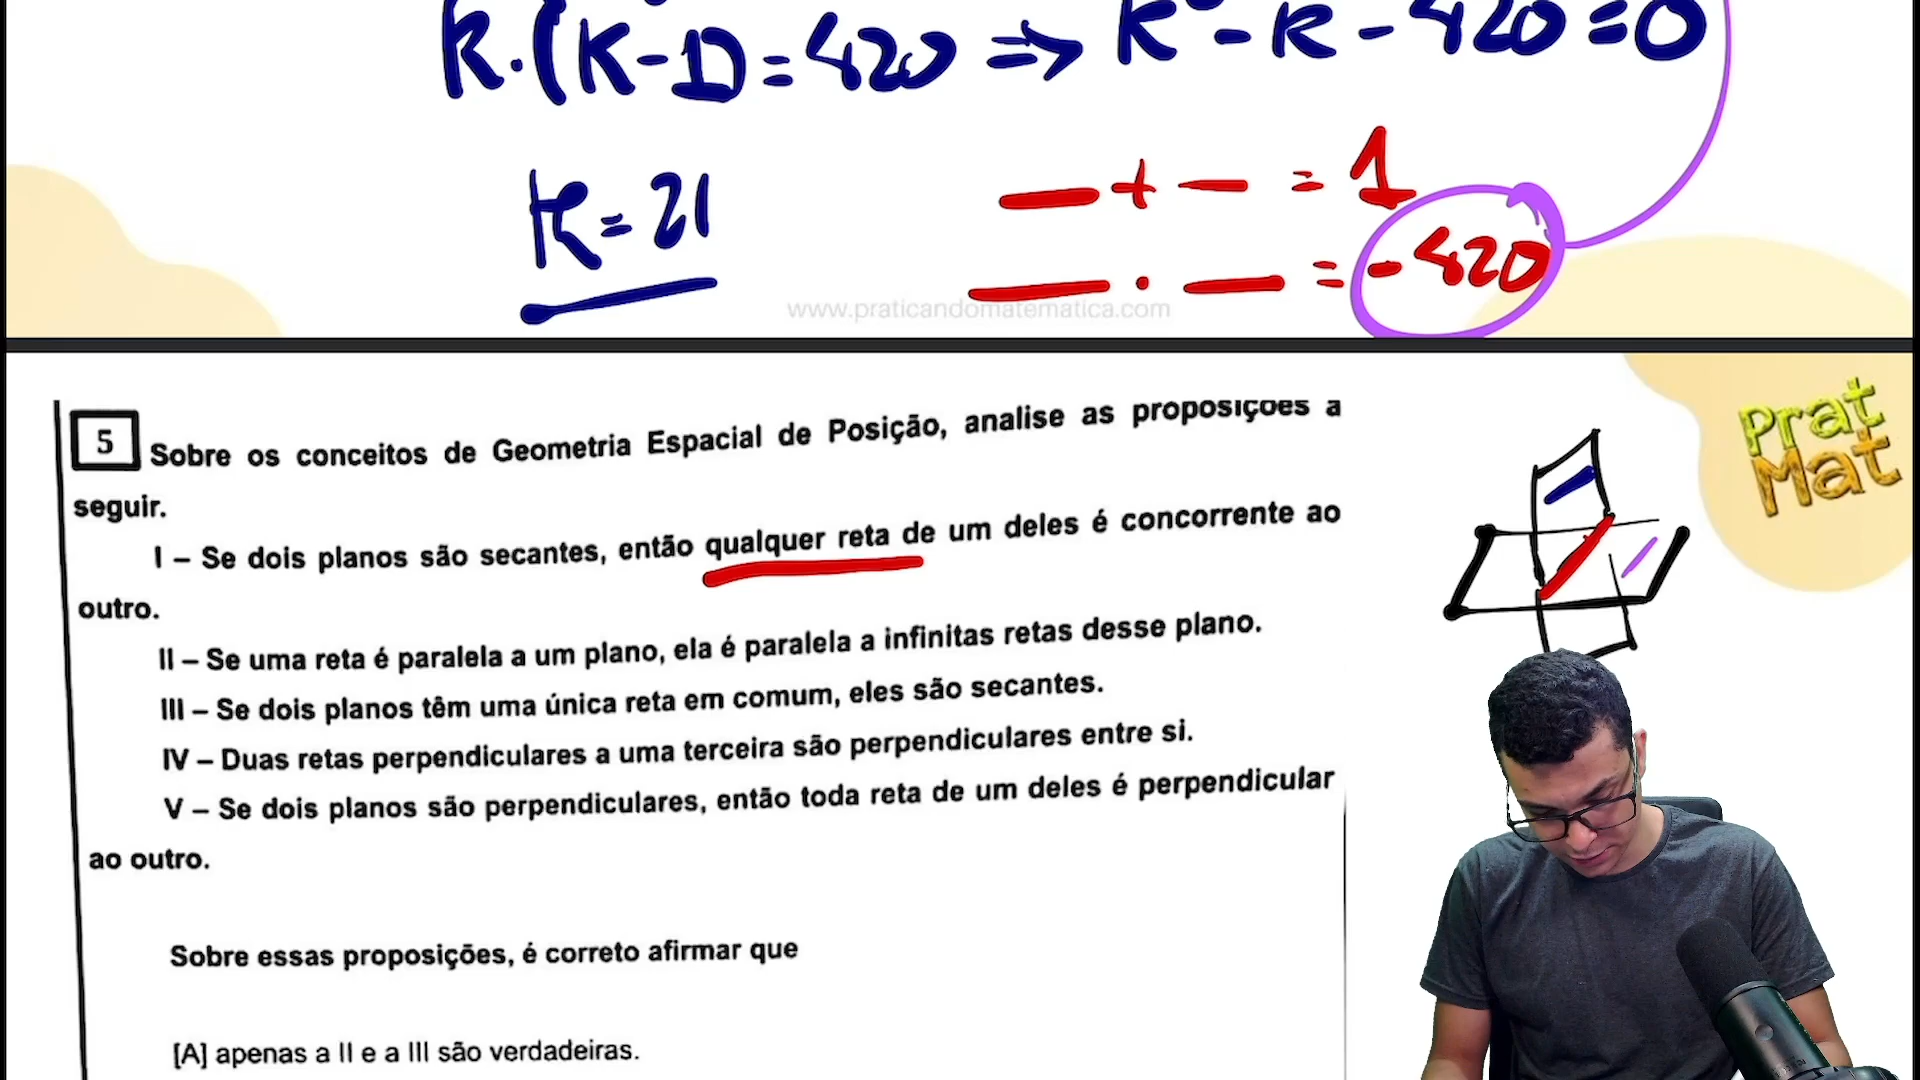 K.(K-1)=420 => K²-K-420=0
K=21
__ + __ = 1
__ . __ = -420
www.praticandomatematica.com
Prat
Mat
5 Sobre os conceitos de Geometria Espacial de Posição, analise as proposições a
seguir.
I – Se dois planos são secantes, então qualquer reta de um deles é concorrente ao
outro.
II – Se uma reta é paralela a um plano, ela é paralela a infinitas retas desse plano.
III – Se dois planos têm uma única reta em comum, eles são secantes.
IV – Duas retas perpendiculares a uma terceira são perpendiculares entre si.
V – Se dois planos são perpendiculares, então toda reta de um deles é perpendicular
ao outro.
Sobre essas proposições, é correto afirmar que
[A] apenas a II e a III são verdadeiras.